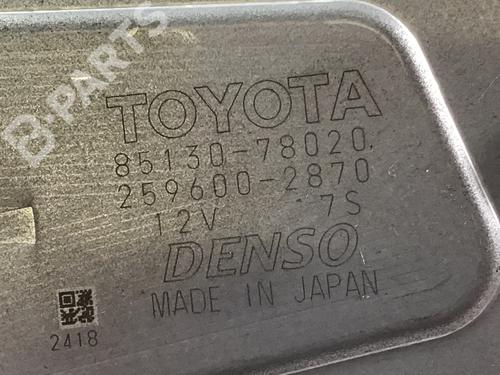 B-PARTS
TOYOTA
85130-78020
259600-2870
12V 7S
DENSO
MADE IN JAPAN
2418